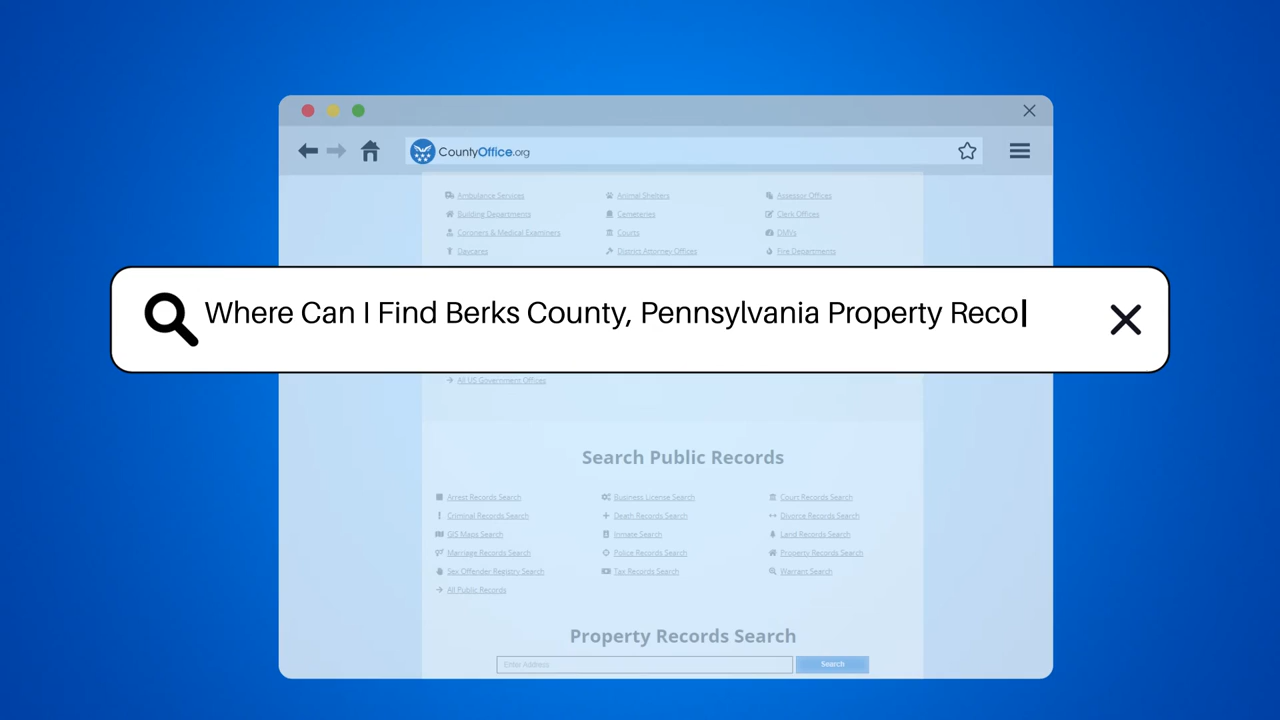 CountyOffice.org
Ambulance Services Animal Shelters Assessor Offices
Building Departments Cemeteries Clerk Offices
Coroners & Medical Examiners Courts DMVs
Daycares District Attorney Offices Fire Departments
Where Can I Find Berks County, Pennsylvania Property Reco
All US Government Offices
Search Public Records
Arrest Records Search Business License Search Court Records Search
Criminal Records Search Death Records Search Divorce Records Search
GIS Maps Search Inmate Search Land Records Search
Marriage Records Search Police Records Search Property Records Search
Sex Offender Registry Search Tax Records Search Warrant Search
All Public Records
Property Records Search
Enter Address Search